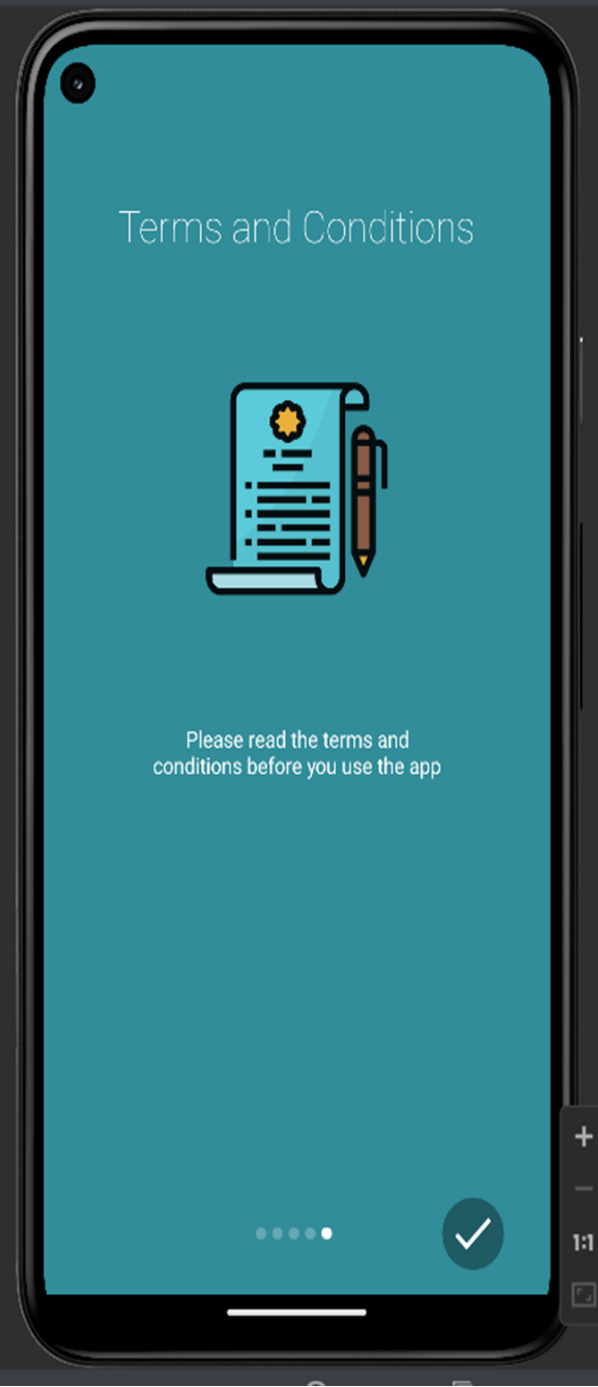 Terms and Conditions
Please read the terms and
conditions before you use the app
1:1